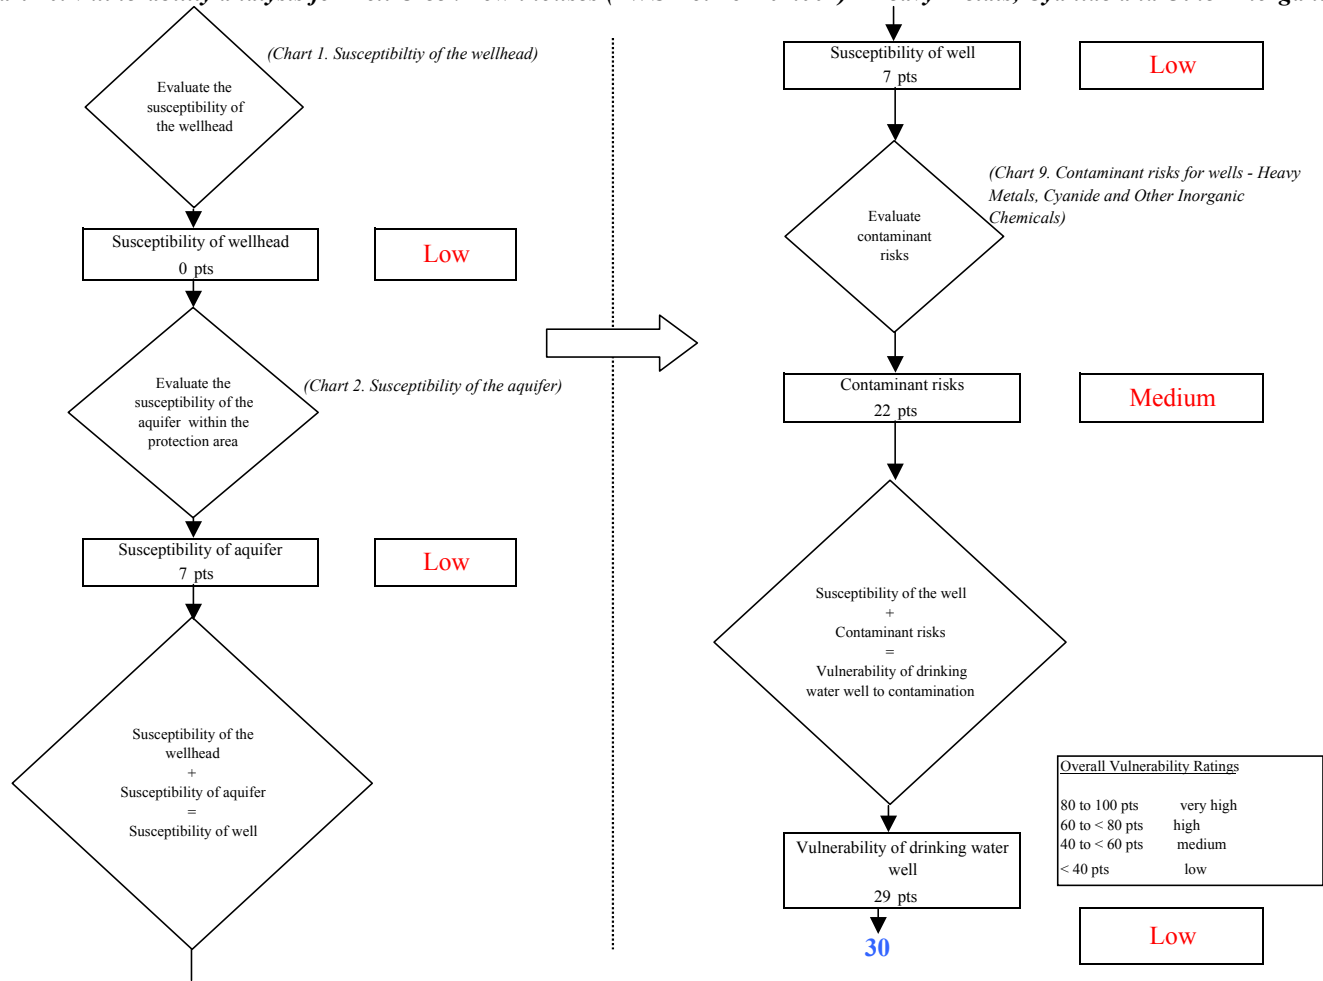 (Chart 1. Susceptibiltiy of the wellhead)
Evaluate the
susceptibility of
the wellhead
Susceptibility of wellhead
0 pts
Low
Evaluate the
susceptibility of the
aquifer within the
protection area
(Chart 2. Susceptibility of the aquifer)
Susceptibility of aquifer
7 pts
Low
Susceptibility of the
wellhead
+
Susceptibility of aquifer
=
Susceptibility of well
Susceptibility of well
7 pts
Low
(Chart 9. Contaminant risks for wells - Heavy
Metals, Cyanide and Other Inorganic
Chemicals)
Evaluate
contaminant
risks
Contaminant risks
22 pts
Medium
Susceptibility of the well
+
Contaminant risks
=
Vulnerability of drinking
water well to contamination
Overall Vulnerability Ratings
80 to 100 pts very high
60 to < 80 pts high
40 to < 60 pts medium
< 40 pts low
Vulnerability of drinking water
well
29 pts
30
Low